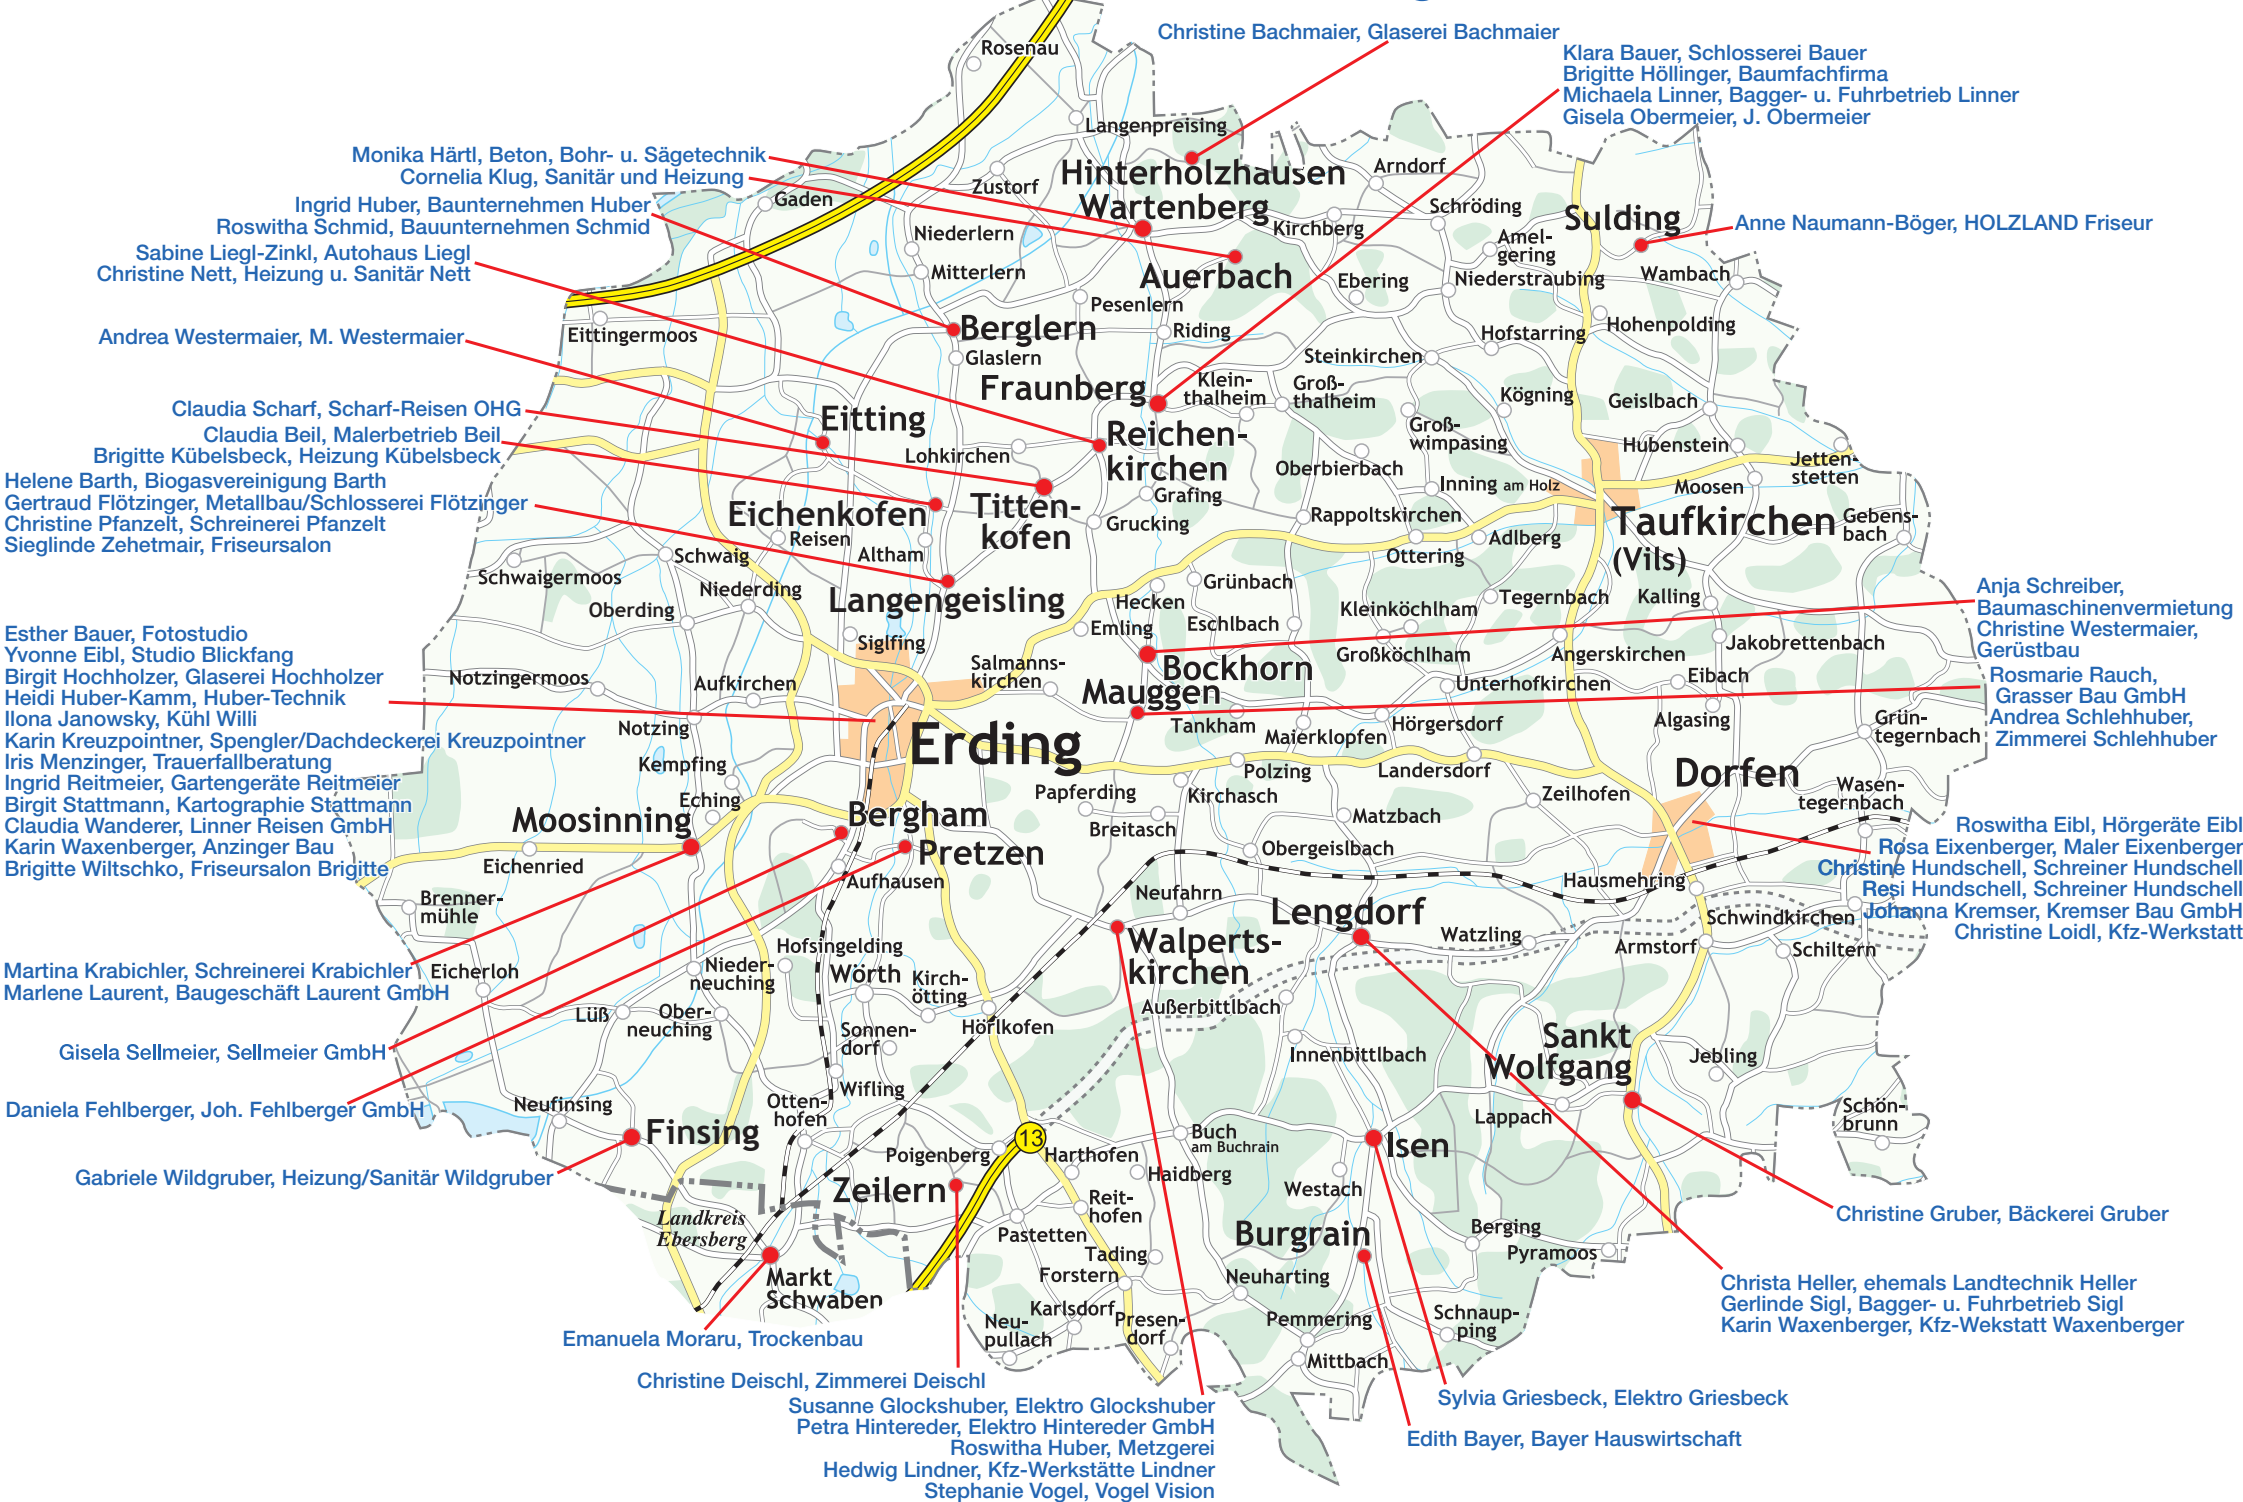 Christine Bachmaier, Glaserei Bachmaier
Klara Bauer, Schlosserei Bauer
Brigitte Höllinger, Baumfachfirma
Michaela Linner, Bagger- u. Fuhrbetrieb Linner
Gisela Obermeier, J. Obermeier
Monika Härtl, Beton, Bohr- u. Sägetechnik
Cornelia Klug, Sanitär und Heizung
Ingrid Huber, Baunternehmen Huber
Roswitha Schmid, Bauunternehmen Schmid
Sabine Liegl-Zinkl, Autohaus Liegl
Christine Nett, Heizung u. Sanitär Nett
Andrea Westermaier, M. Westermaier
Claudia Scharf, Scharf-Reisen OHG
Claudia Beil, Malerbetrieb Beil
Brigitte Kübelsbeck, Heizung Kübelsbeck
Helene Barth, Biogasvereinigung Barth
Gertraud Flötzinger, Metallbau/Schlosserei Flötzinger
Christine Pfanzelt, Schreinerei Pfanzelt
Sieglinde Zehetmair, Friseursalon
Esther Bauer, Fotostudio
Yvonne Eibl, Studio Blickfang
Birgit Hochholzer, Glaserei Hochholzer
Heidi Huber-Kamm, Huber-Technik
Ilona Janowsky, Kühl Willi
Karin Kreuzpointner, Spengler/Dachdeckerei Kreuzpointner
Iris Menzinger, Trauerfallberatung
Ingrid Reitmeier, Gartengeräte Reitmeier
Birgit Stattmann, Kartographie Stattmann
Claudia Wanderer, Linner Reisen GmbH
Karin Waxenberger, Anzinger Bau
Brigitte Wiltschko, Friseursalon Brigitte
Martina Krabichler, Schreinerei Krabichler
Marlene Laurent, Baugeschäft Laurent GmbH
Gisela Sellmeier, Sellmeier GmbH
Daniela Fehlberger, Joh. Fehlberger GmbH
Gabriele Wildgruber, Heizung/Sanitär Wildgruber
Emanuela Moraru, Trockenbau
Christine Deischl, Zimmerei Deischl
Susanne Glockshuber, Elektro Glockshuber
Petra Hintereder, Elektro Hintereder GmbH
Roswitha Huber, Metzgerei
Hedwig Lindner, Kfz-Werkstätte Lindner
Stephanie Vogel, Vogel Vision
Anne Naumann-Böger, HOLZLAND Friseur
Anja Schreiber,
Baumaschinenvermietung
Christine Westermaier,
Gerüstbau
Rosmarie Rauch,
Grasser Bau GmbH
Andrea Schlehhuber,
Zimmerei Schlehhuber
Roswitha Eibl, Hörgeräte Eibl
Rosa Eixenberger, Maler Eixenberger
Christine Hundschell, Schreiner Hundschell
Resi Hundschell, Schreiner Hundschell
Johanna Kremser, Kremser Bau GmbH
Christine Loidl, Kfz-Werkstatt
Christine Gruber, Bäckerei Gruber
Christa Heller, ehemals Landtechnik Heller
Gerlinde Sigl, Bagger- u. Fuhrbetrieb Sigl
Karin Waxenberger, Kfz-Wekstatt Waxenberger
Sylvia Griesbeck, Elektro Griesbeck
Edith Bayer, Bayer Hauswirtschaft
Rosenau
Langenpreising
Hinterholzhausen
Zustorf
Wartenberg
Gaden
Arndorf
Schröding
Sulding
Kirchberg
Niederlern
Amel-
gering
Mitterlern
Auerbach
Ebering
Niederstraubing
Wambach
Pesenlern
Eittingermoos
Berglern
Riding
Hofstarring
Hohenpolding
Glaslern
Steinkirchen
Fraunberg
Klein-
thalheim
Groß-
thalheim
Kögning
Geislbach
Eitting
Reichen-
kirchen
Groß-
wimpasing
Hubenstein
Lohkirchen
Oberbierbach
Jetten-
stetten
Titten-
kofen
Grafing
Inning am Holz
Moosen
Eichenkofen
Reisen
Grucking
Rappoltskirchen
Taufkirchen
(Vils)
Gebens-
bach
Altham
Schwaig
Ottering
Adlberg
Schwaigermoos
Niederding
Langengeisling
Grünbach
Hecken
Oberding
Kleinköchlham
Tegernbach
Kalling
Siglfing
Emling
Eschlbach
Großköchlham
Angerskirchen
Jakobrettenbach
Salmanns-
kirchen
Bockhorn
Notzingermoos
Aufkirchen
Mauggen
Unterhofkirchen
Eibach
Notzing
Erding
Tankham
Maierklopfen
Hörgersdorf
Algasing
Grün-
tegernbach
Kempfing
Polzing
Landersdorf
Dorfen
Eching
Papferding
Kirchasch
Zeilhofen
Wasen-
tegernbach
Moosinning
Bergham
Breitasch
Matzbach
Pretzen
Obergeislbach
Eichenried
Aufhausen
Hausmehring
Brenner-
mühle
Neufahrn
Lengdorf
Schwindkirchen
Hofsingelding
Walperts-
kirchen
Watzling
Armstorf
Schiltern
Eicherloh
Nieder-
neuching
Wörth
Kirch-
ötting
Außerbittlbach
Lüß
Ober-
neuching
Sonnen-
dorf
Hörlkofen
Innenbittlbach
Sankt
Wolfgang
Jebling
Wifling
Neufinsing
Otten-
hofen
Lappach
Schön-
brunn
Finsing
13
Buch
am Buchrain
Isen
Poigenberg
Harthofen
Haidberg
Zeilern
Westach
Landkreis
Ebersberg
Reit-
hofen
Pastetten
Burgrain
Berging
Tading
Pyramoos
Markt
Schwaben
Forstern
Neuharting
Karlsdorf
Presen-
dorf
Neu-
pullach
Pemmering
Schnaup-
ping
Mittbach